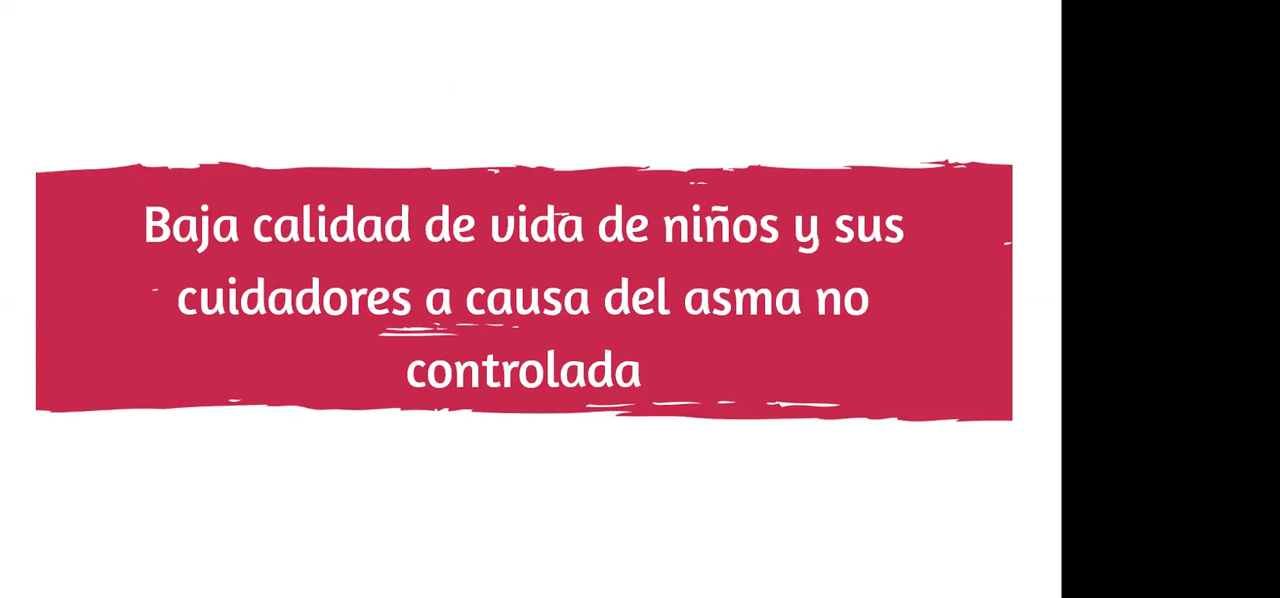 Baja calidad de vida de niños y sus
cuidadores a causa del asma no
controlada